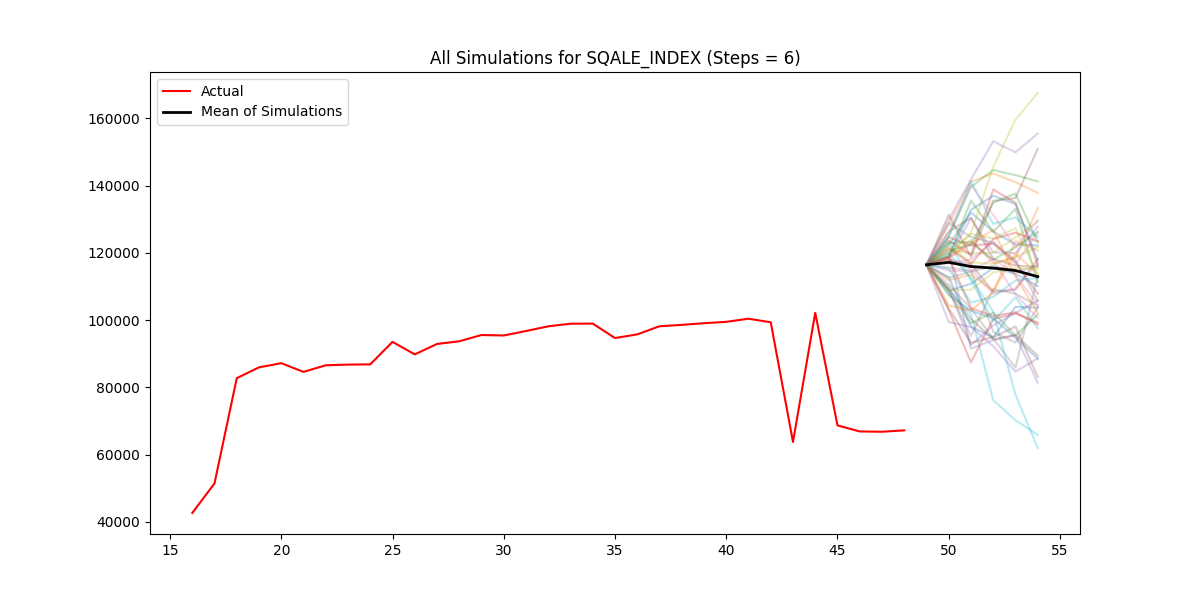 All Simulations for SQALE_INDEX (Steps = 6)
Actual
Mean of Simulations
160000
140000
120000
100000
80000
60000
40000
15 20 25 30 35 40 45 50 55